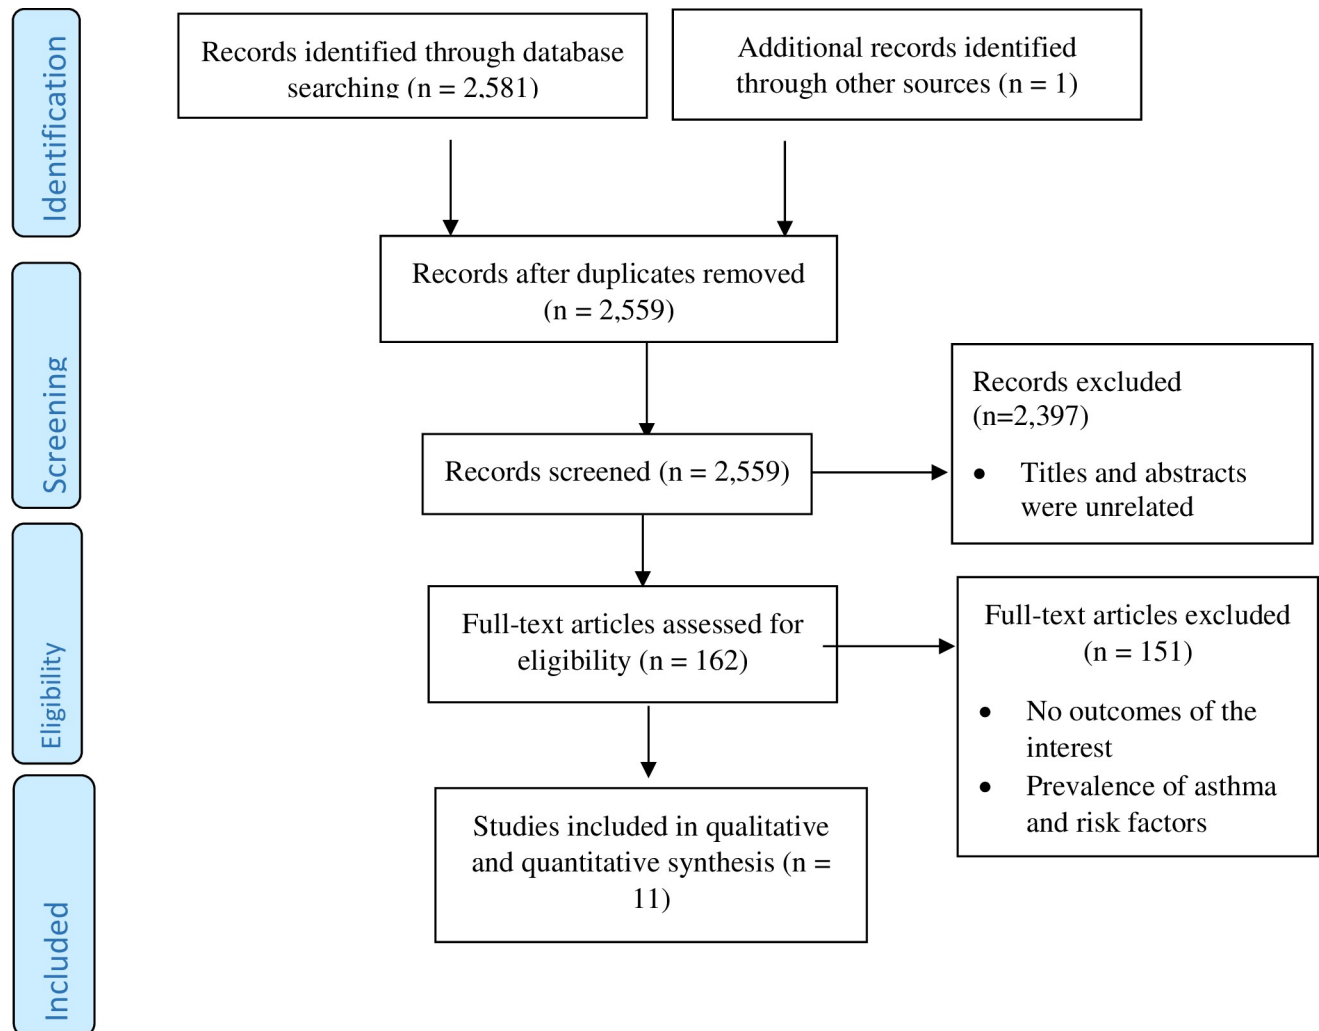 Identification
Records identified through database
searching (n = 2,581)
Additional records identified
through other sources (n = 1)
Records after duplicates removed
(n = 2,559)
Screening
Records screened (n = 2,559)
Records excluded
(n=2,397)
• Titles and abstracts
were unrelated
Eligibility
Full-text articles assessed for
eligibility (n = 162)
Full-text articles excluded
(n = 151)
• No outcomes of the
interest
• Prevalence of asthma
and risk factors
Included
Studies included in qualitative
and quantitative synthesis (n =
11)